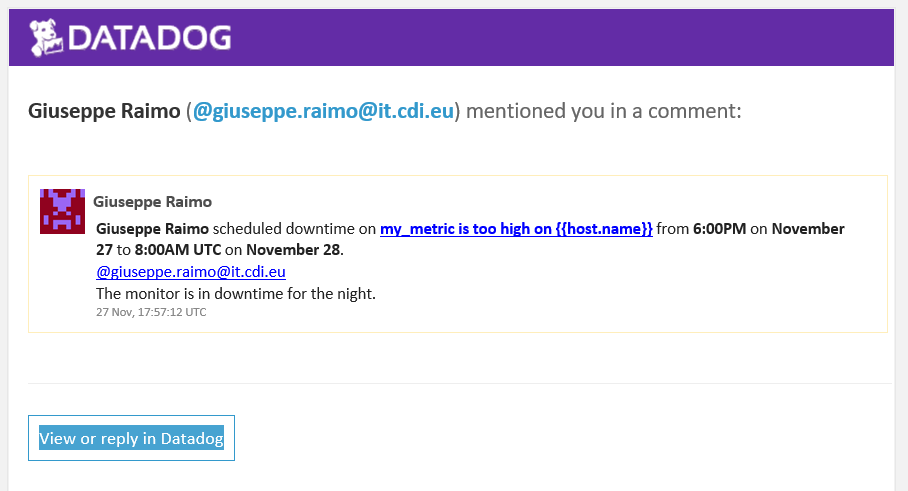 DATADOG
Giuseppe Raimo (@giuseppe.raimo@it.cdi.eu) mentioned you in a comment:
Giuseppe Raimo
Giuseppe Raimo scheduled downtime on my_metric is too high on {{host.name}} from 6:00PM on November
27 to 8:00AM UTC on November 28.
@giuseppe.raimo@it.cdi.eu
The monitor is in downtime for the night.
27 Nov, 17:57:12 UTC
View or reply in Datadog